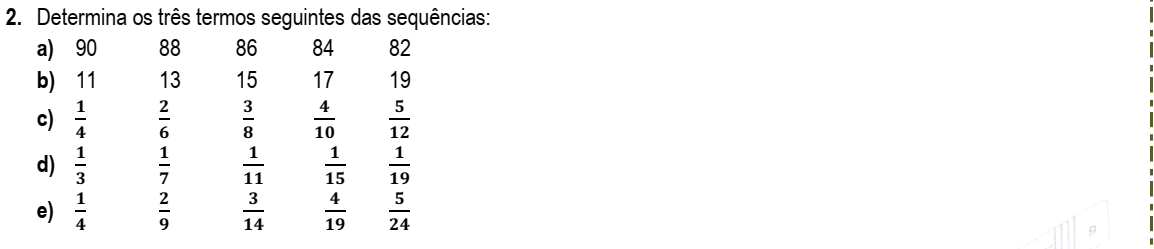 2. Determina os três termos seguintes das sequências:
a) 90 88 86 84 82
b) 11 13 15 17 19
c) 1/4 2/6 3/8 4/10 5/12
d) 1/3 1/7 1/11 1/15 1/19
e) 1/4 2/9 3/14 4/19 5/24